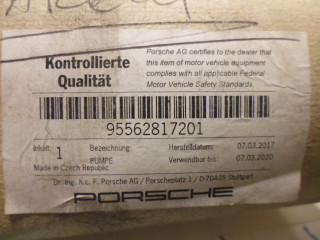 Kontrollierte
Qualität
Porsche AG certifies to the dealer that
this item of motor vehicle equipment
complies with all applicable Federal
Motor Vehicle Safety Standards.
95562817201
Inhalt: 1 Bezeichnung: Herstelldatum: 07.03.2017
PUMPE Verwendbar bis: 07.03.2020
Made in Czech Republic
Dr. Ing. h.c. F. Porsche AG / Porscheplatz 1 / D-70435 Stuttgart
PORSCHE